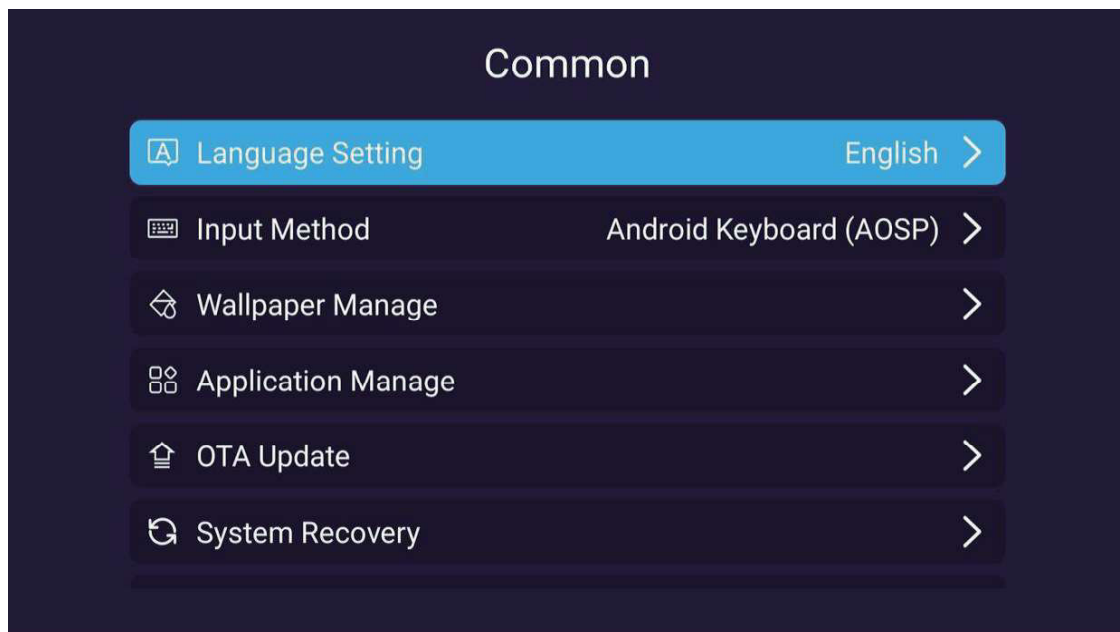 Common
Language Setting English
Input Method Android Keyboard (AOSP)
Wallpaper Manage
Application Manage
OTA Update
System Recovery